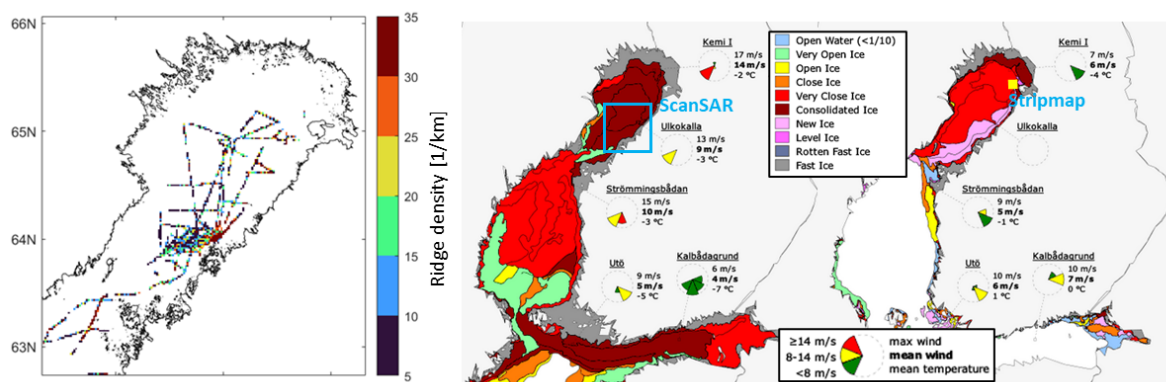 66N
65N
64N
63N
35
30
25
20
15
10
5
Ridge density [1/km]
Kemi I
17 m/s
14 m/s
-2 °C
ScanSAR
Ulkokalla
13 m/s
9 m/s
-3 °C
Strömmingsbådan
15 m/s
10 m/s
-3 °C
Utö
9 m/s
5 m/s
-5 °C
Kalbådagrund
6 m/s
4 m/s
-7 °C
Open Water (<1/10)
Very Open Ice
Open Ice
Close Ice
Very Close Ice
Consolidated Ice
New Ice
Level Ice
Rotten Fast Ice
Fast Ice
Kemi I
7 m/s
6 m/s
-4 °C
Stripmap
Ulkokalla
Strömmingsbådan
9 m/s
5 m/s
-1 °C
Utö
10 m/s
6 m/s
1 °C
Kalbådagrund
10 m/s
7 m/s
0 °C
≥14 m/s max wind
8-14 m/s mean wind
<8 m/s mean temperature